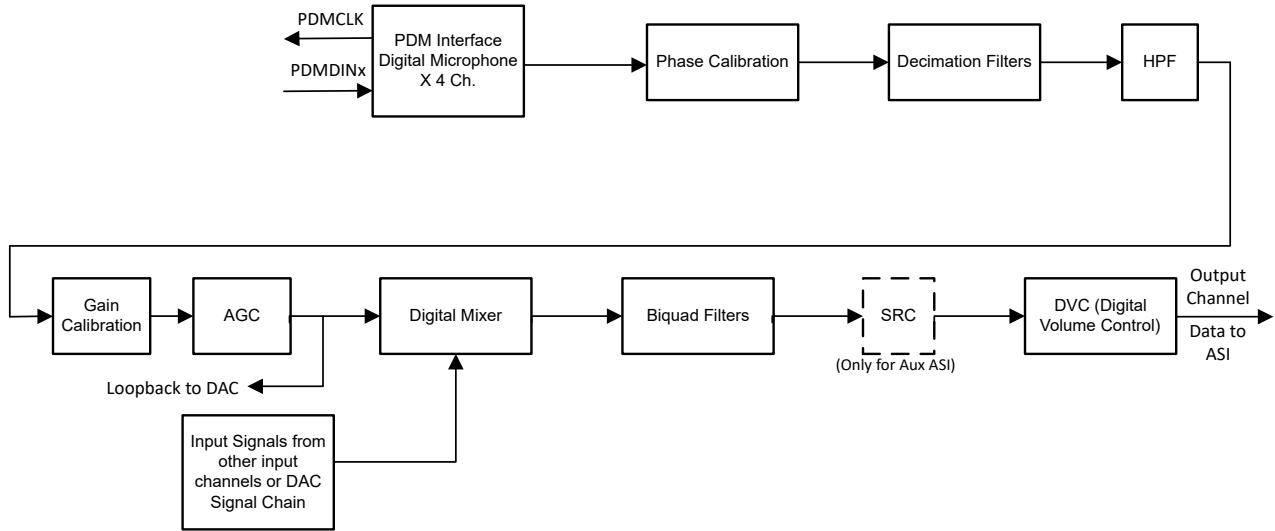 PDMCLK
PDMDINx
PDM Interface
Digital Microphone
X 4 Ch.
Phase Calibration
Decimation Filters
HPF
Gain
Calibration
AGC
Loopback to DAC
Digital Mixer
Input Signals from
other input
channels or DAC
Signal Chain
Biquad Filters
SRC
(Only for Aux ASI)
DVC (Digital
Volume Control)
Output
Channel
Data to
ASI